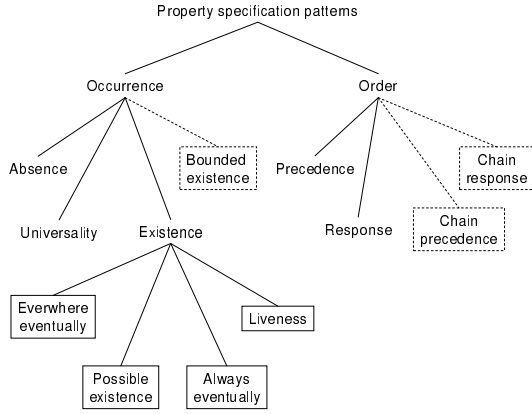 Property specification patterns
Occurrence
Order
Absence
Bounded
existence
Precedence
Chain
response
Universality
Existence
Response
Chain
precedence
Everwhere
eventually
Liveness
Possible
existence
Always
eventually